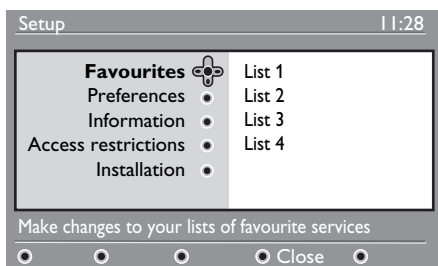 Setup 11:28
Favourites List 1
Preferences List 2
Information List 3
Access restrictions List 4
Installation
Make changes to your lists of favourite services
Close